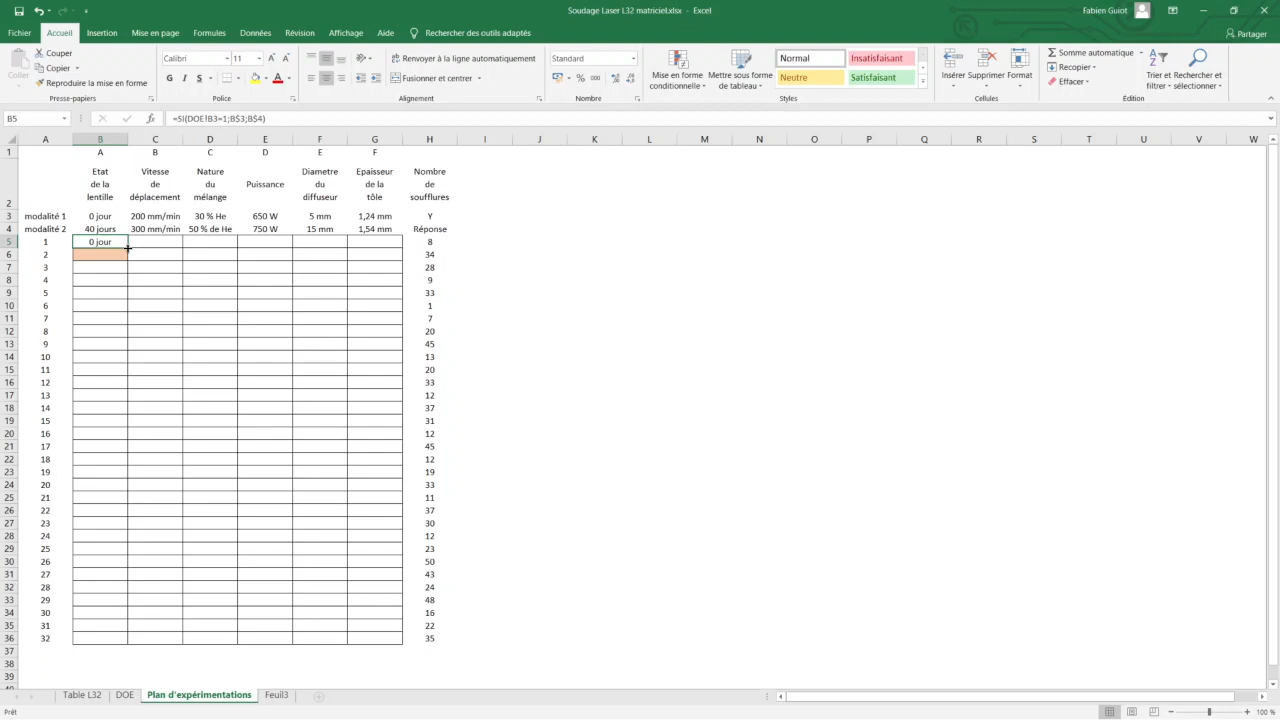 Soudage Laser L32 matriciel.xlsx - Excel
Fabien Guiot
Fichier Accueil Insertion Mise en page Formules Données Révision Affichage Aide Rechercher des outils adaptés Partager
Couper
Copier
Reproduire la mise en forme
Coller
Calibri 11
G I S
Renvoyer à la ligne automatiquement
Fusionner et centrer
Standard
% 000
Mise en forme conditionnelle
Mettre sous forme de tableau
Normal Insatisfaisant
Neutre Satisfaisant
Insérer Supprimer Format
Somme automatique
Recopier
Effacer
Trier et filtrer
Rechercher et sélectionner
Presse-papiers Police Alignement Nombre Styles Cellules Édition
B5 fx =SI(DOE!B3=1;B$3;B$4)
A B C D E F G H I J K L M N O P Q R S T U V W
1 A B C D E F
2 Etat de la lentille Vitesse de déplacement Nature du mélange Puissance Diametre du diffuseur Epaisseur de la tôle Nombre de soufflures
3 modalité 1 0 jour 200 mm/min 30 % He 650 W 5 mm 1,24 mm Y
4 modalité 2 40 jours 300 mm/min 50 % de He 750 W 15 mm 1,54 mm Réponse
5 1 0 jour 8
6 2 34
7 3 28
8 4 9
9 5 33
10 6 1
11 7 7
12 8 20
13 9 45
14 10 13
15 11 20
16 12 33
17 13 12
18 14 37
19 15 31
20 16 12
21 17 45
22 18 12
23 19 19
24 20 33
25 21 11
26 22 37
27 23 30
28 24 12
29 25 23
30 26 50
31 27 43
32 28 24
33 29 48
34 30 16
35 31 22
36 32 35
37
38
39
Table L32 DOE Plan d'expérimentations Feuil3
Prêt 100 %